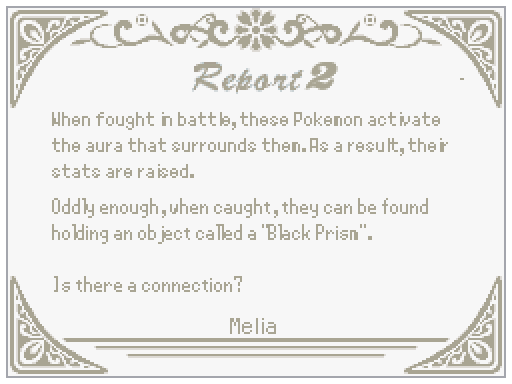 Report 2
When fought in battle, these Pokemon activate
the aura that surrounds them. As a result, their
stats are raised.
Oddly enough, when caught, they can be found
holding an object called a "Black Prism".
Is there a connection?
Melia